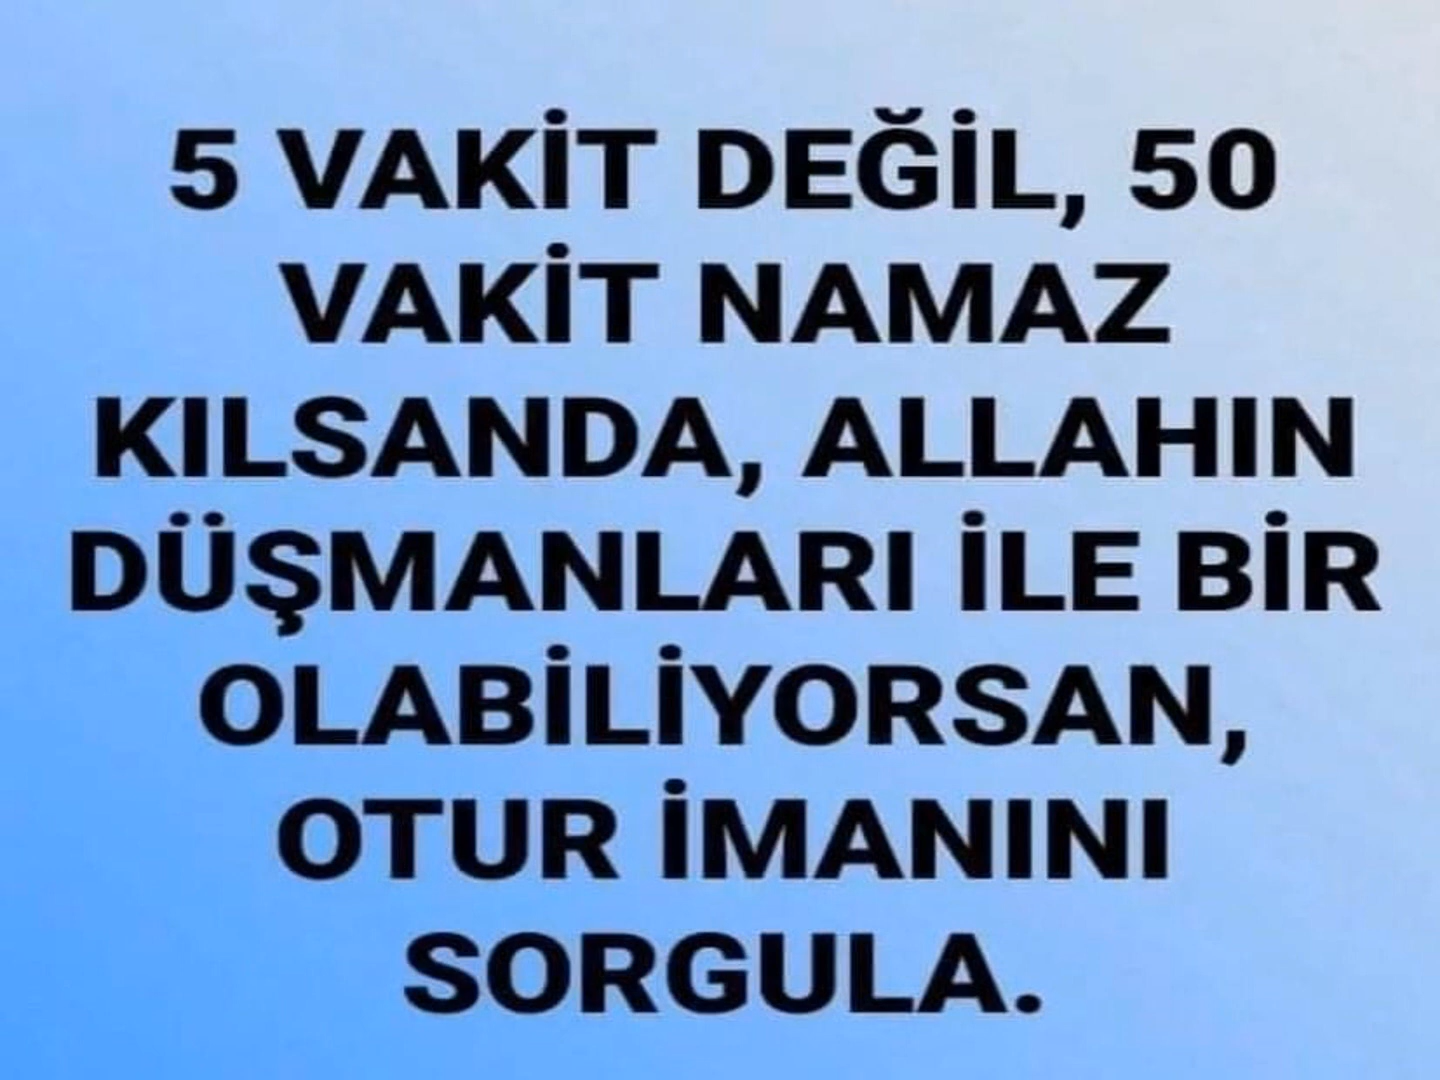 5 VAKİT DEĞİL, 50
VAKİT NAMAZ
KILSANDA, ALLAHIN
DÜŞMANLARI İLE BİR
OLABİLİYORSAN,
OTUR İMANINI
SORGULA.